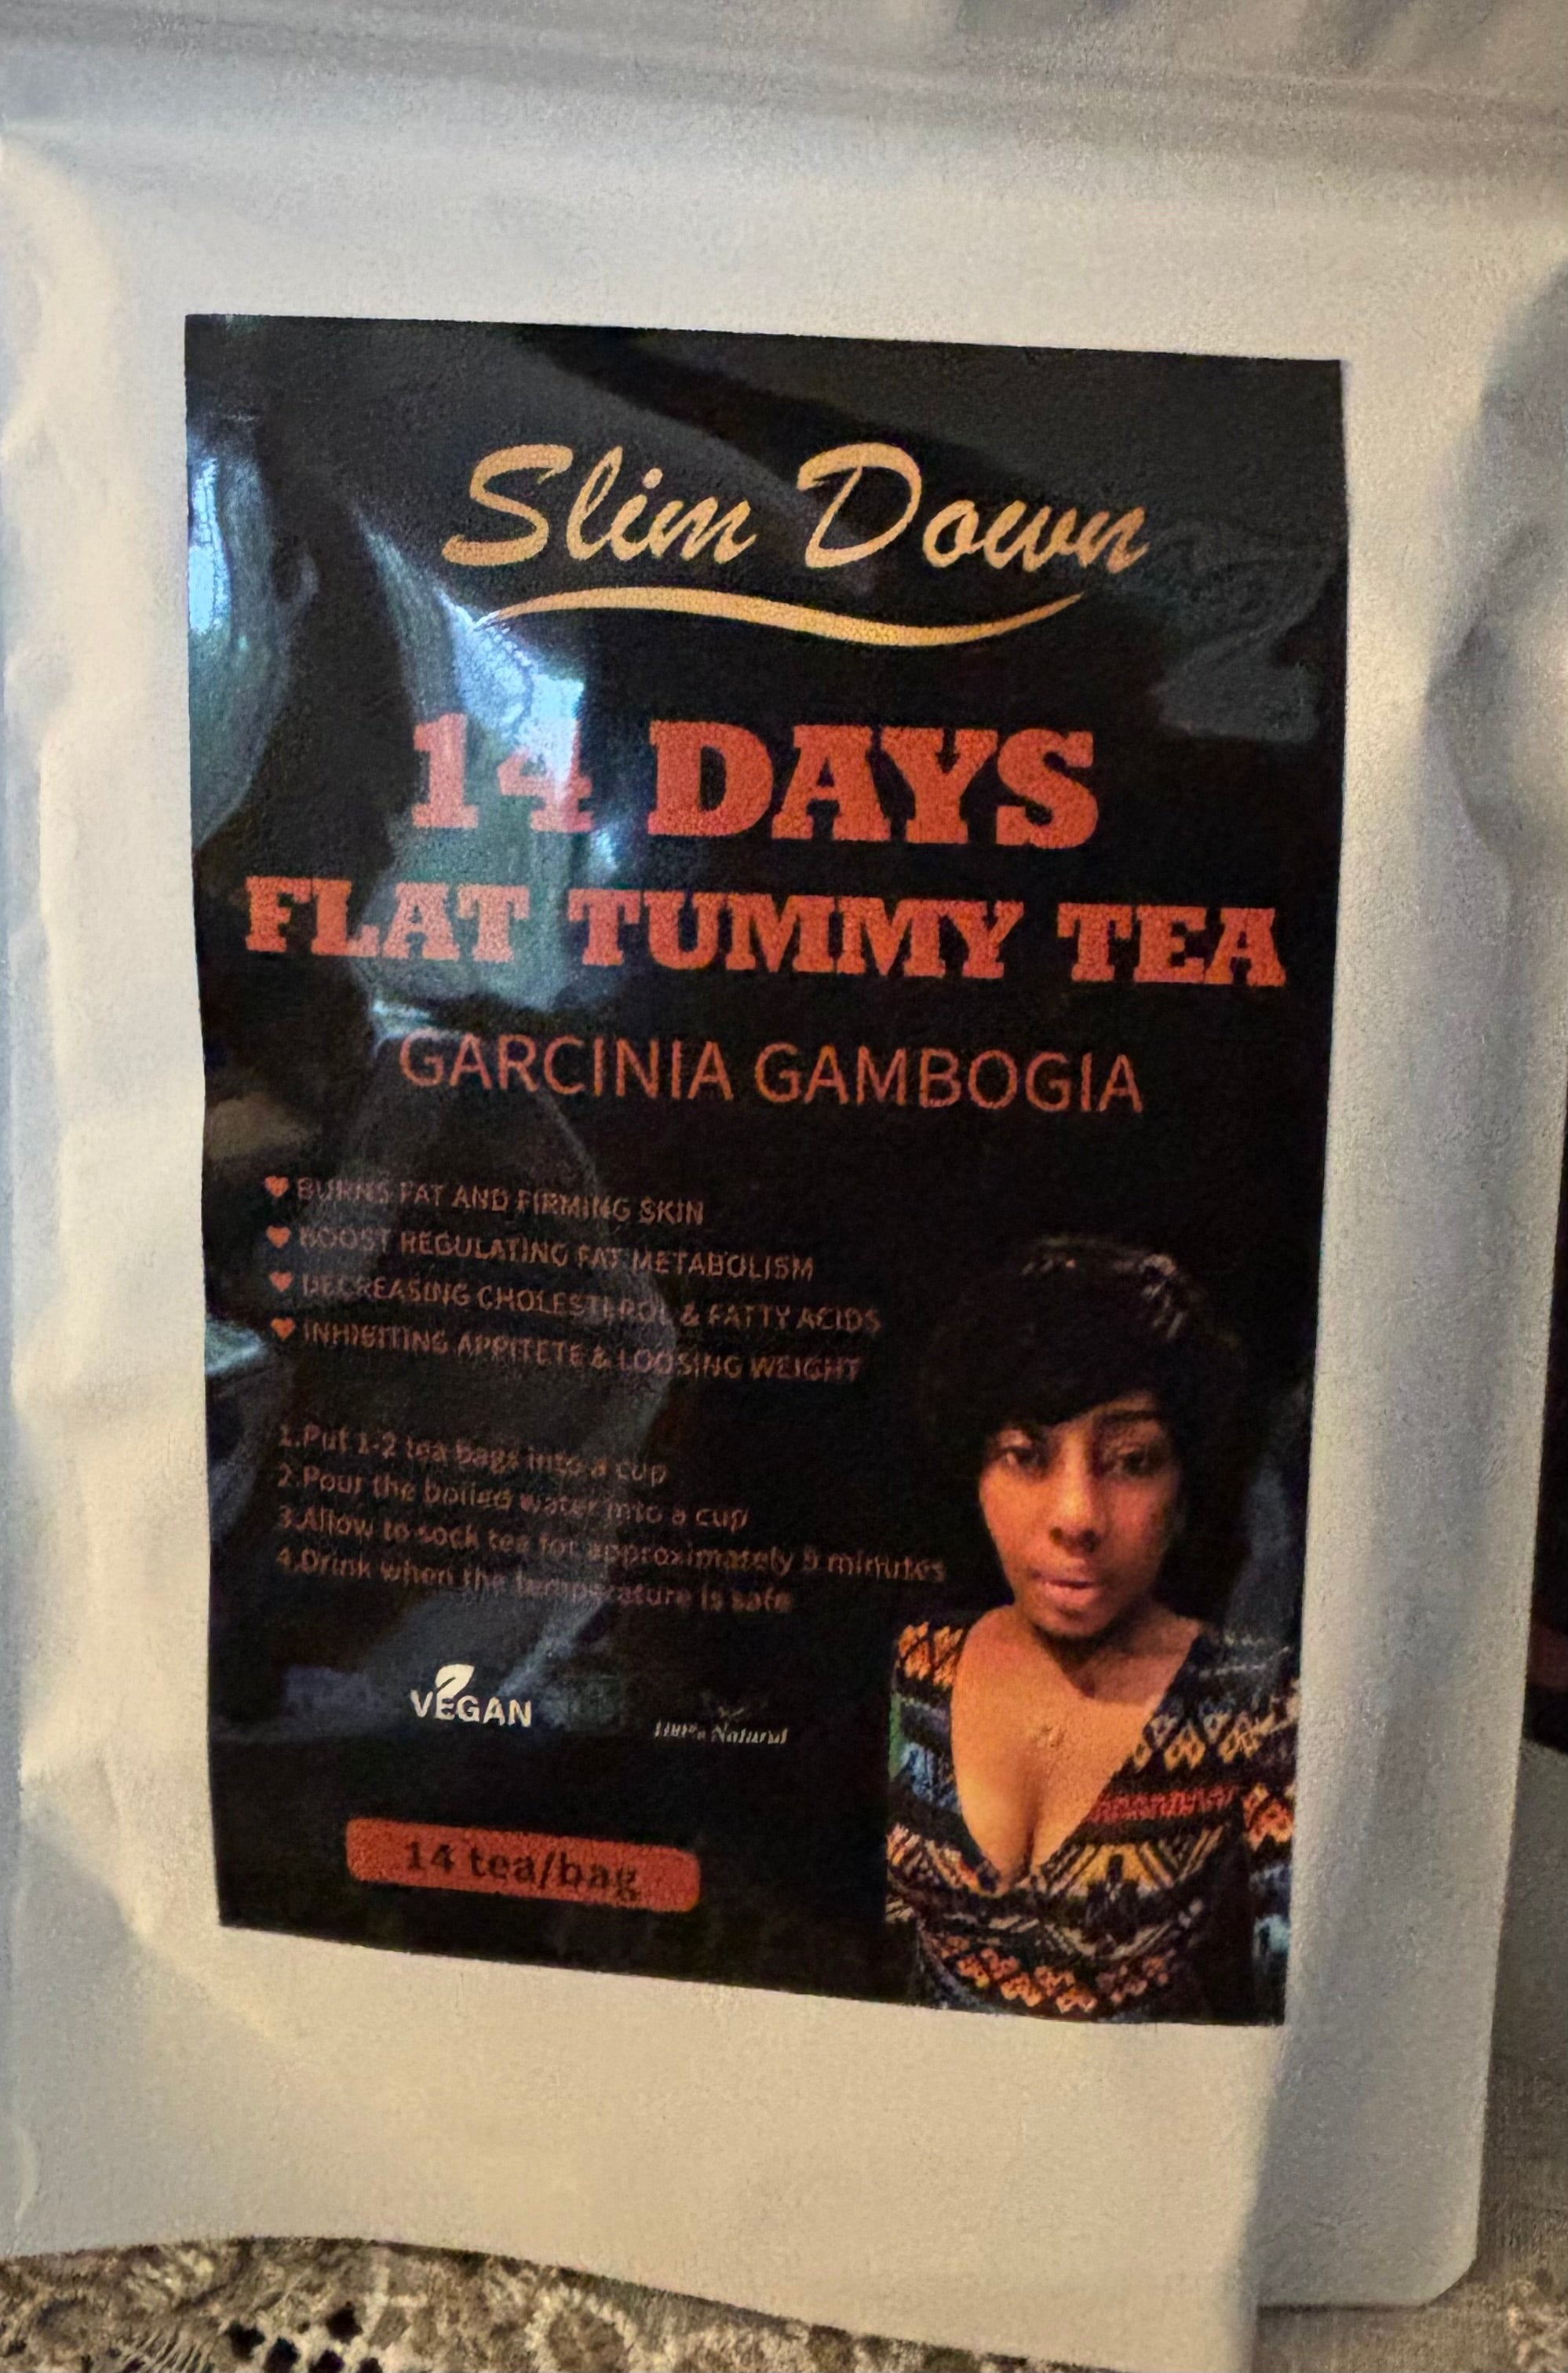 Slim Down
14 DAYS
FLAT TUMMY TEA
GARCINIA GAMBOGIA
BURNS FAT AND FIRMING SKIN
BOOST REGULATING FAT METABOLISM
DECREASING CHOLESTEROL & FATTY ACIDS
INHIBITING APPITETE & LOOSING WEIGHT
1.Put 1-2 tea bags into a cup
2.Pour the boiled water into a cup
3.Allow to sock tea for approximately 5 minutes
4.Drink when the temperature is safe
VEGAN
Natural
14 tea/bag